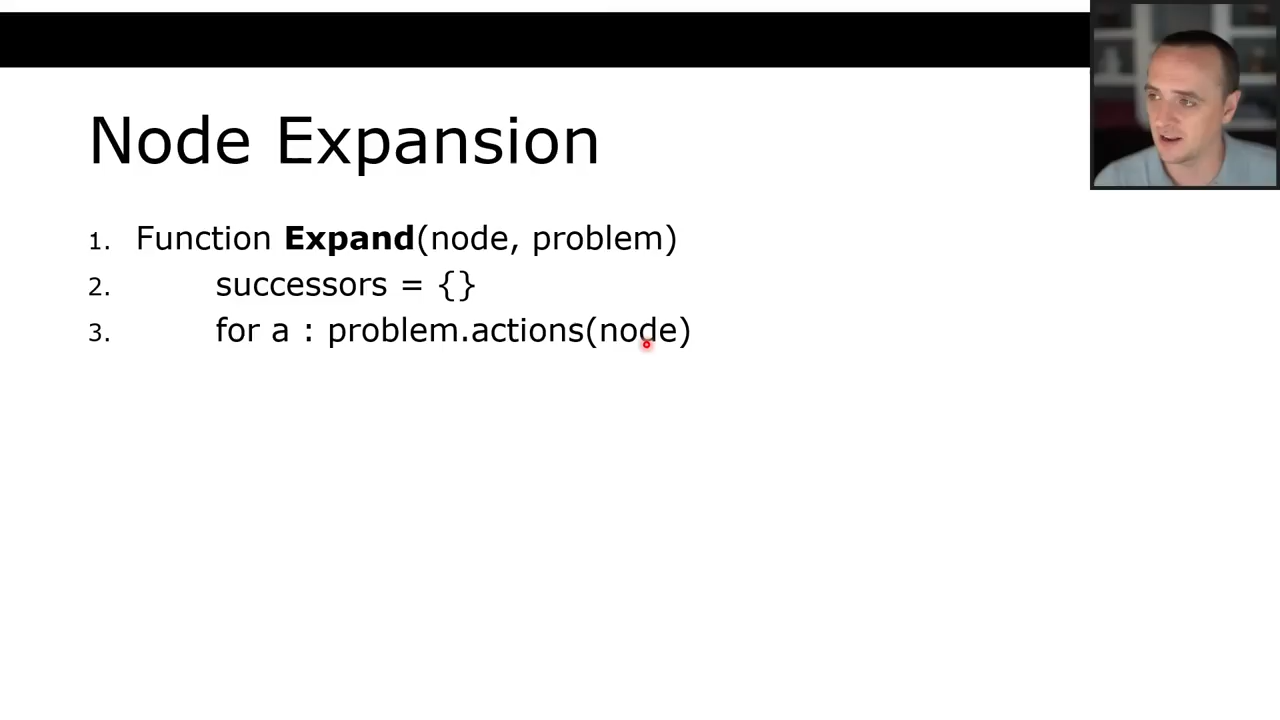 Node Expansion
1. Function Expand(node, problem)
2. successors = {}
3. for a : problem.actions(node)